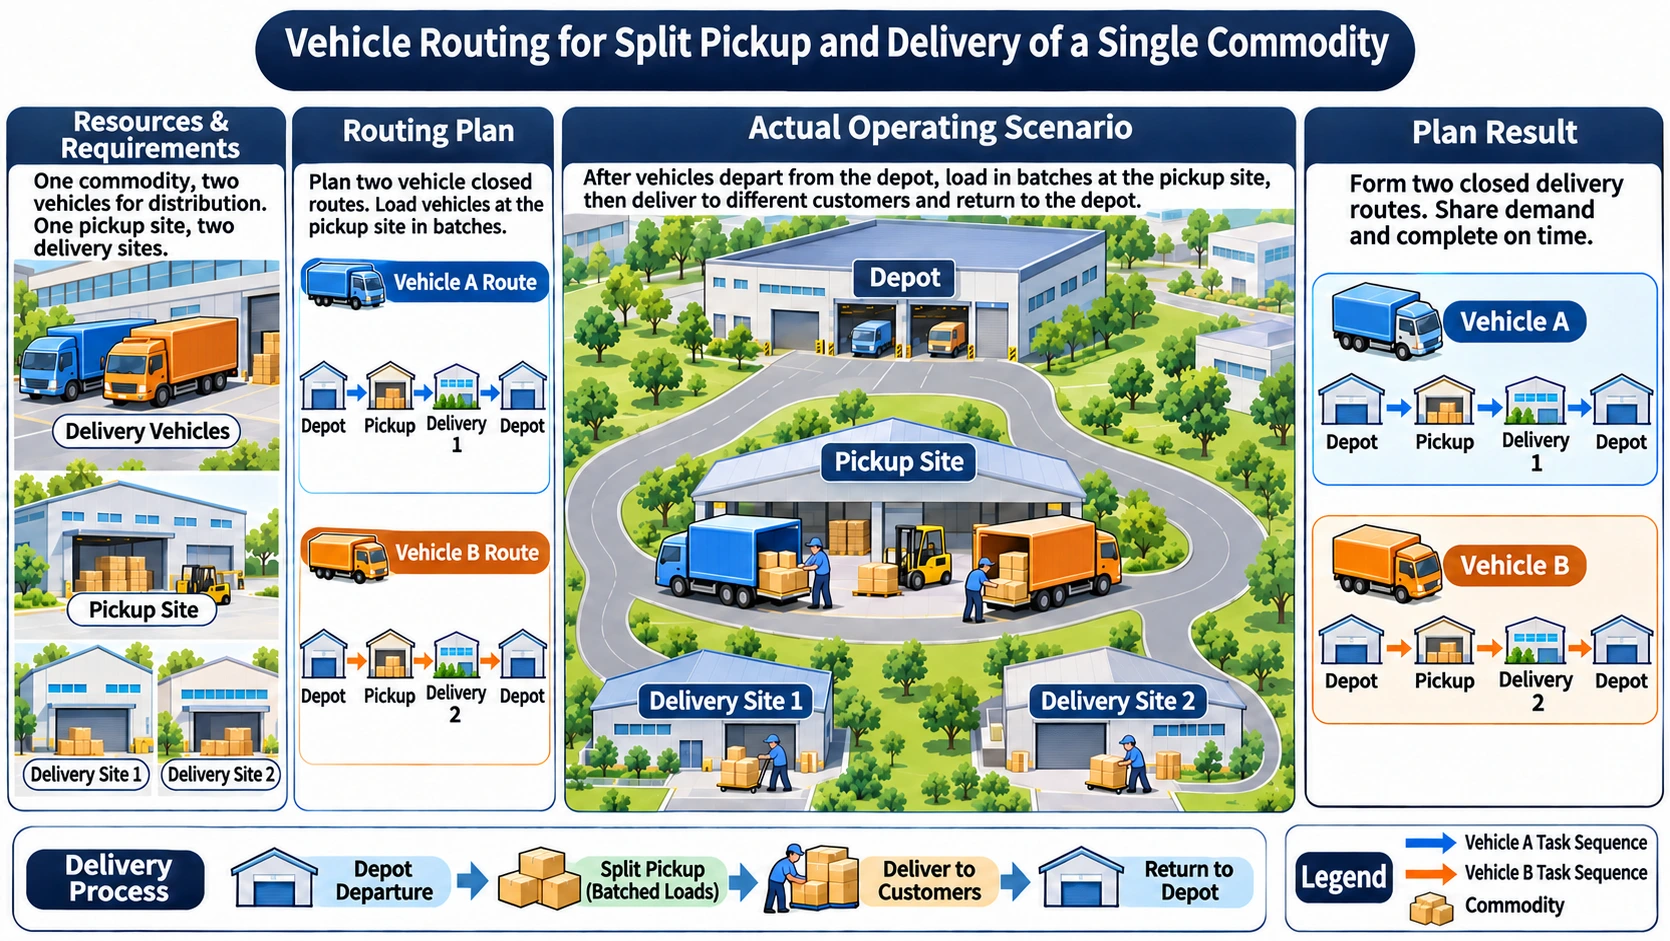 Vehicle Routing for Split Pickup and Delivery of a Single Commodity
Resources &
Requirements
One commodity, two
vehicles for distribution.
One pickup site, two
delivery sites.
Delivery Vehicles
Pickup Site
Delivery Site 1
Delivery Site 2
Routing Plan
Plan two vehicle closed
routes. Load vehicles at the
pickup site in batches.
Vehicle A Route
Depot
Pickup
Delivery
1
Depot
Vehicle B Route
Depot
Pickup
Delivery
2
Depot
Actual Operating Scenario
After vehicles depart from the depot, load in batches at the pickup site,
then deliver to different customers and return to the depot.
Depot
Pickup Site
Delivery Site 1
Delivery Site 2
Plan Result
Form two closed delivery
routes. Share demand
and complete on time.
Vehicle A
Depot
Pickup
Delivery
1
Depot
Vehicle B
Depot
Pickup
Delivery
2
Depot
Delivery
Process
Depot
Departure
Split Pickup
(Batched Loads)
Deliver to
Customers
Return to
Depot
Legend
Vehicle A Task Sequence
Vehicle B Task Sequence
Commodity